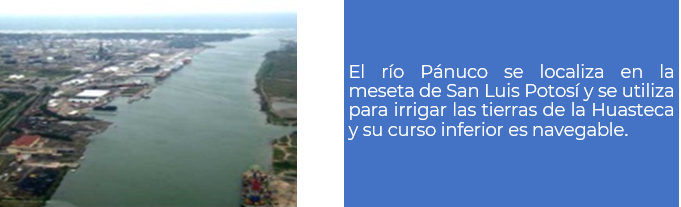 El río Pánuco se localiza en la
meseta de San Luis Potosí y se utiliza
para irrigar las tierras de la Huasteca
y su curso inferior es navegable.